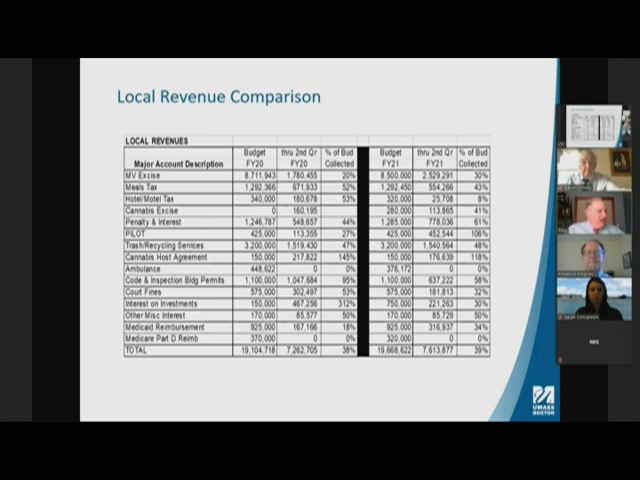 Local Revenue Comparison
LOCAL REVENUES
Budget thru 2nd Qr % of Bud Budget thru 2nd Qr % of Bud
Major Account Description FY20 FY20 Collected FY21 FY21 Collected
MV Excise 8,711,943 1,780,455 20% 8,500,000 2,529,291 30%
Meals Tax 1,292,366 671,933 52% 1,292,450 554,266 43%
Hotel/Motel Tax 340,000 180,678 53% 320,000 25,708 8%
Cannabis Excise 0 160,195 280,000 113,865 41%
Penalty & Interest 1,246,787 548,657 44% 1,285,000 778,036 61%
PILOT 425,000 113,355 27% 425,000 452,544 106%
Trash/Recycling Services 3,200,000 1,519,430 47% 3,200,000 1,540,564 48%
Cannabis Host Agreement 150,000 217,822 145% 150,000 176,639 118%
Ambulance 448,622 0 0% 376,172 0 0%
Code & Inspection Bldg Permits 1,100,000 1,047,684 95% 1,100,000 637,222 58%
Court Fines 575,000 302,497 53% 575,000 181,813 32%
Interest on Investments 150,000 467,256 312% 750,000 221,263 30%
Other Misc Interest 170,000 85,577 50% 170,000 85,729 50%
Medicaid Reimbursement 925,000 167,166 18% 925,000 316,937 34%
Medicare Part D Reimb 370,000 0 0% 320,000 0 0%
TOTAL 19,104,718 7,262,705 38% 19,668,622 7,613,877 39%
UMASS
BOSTON